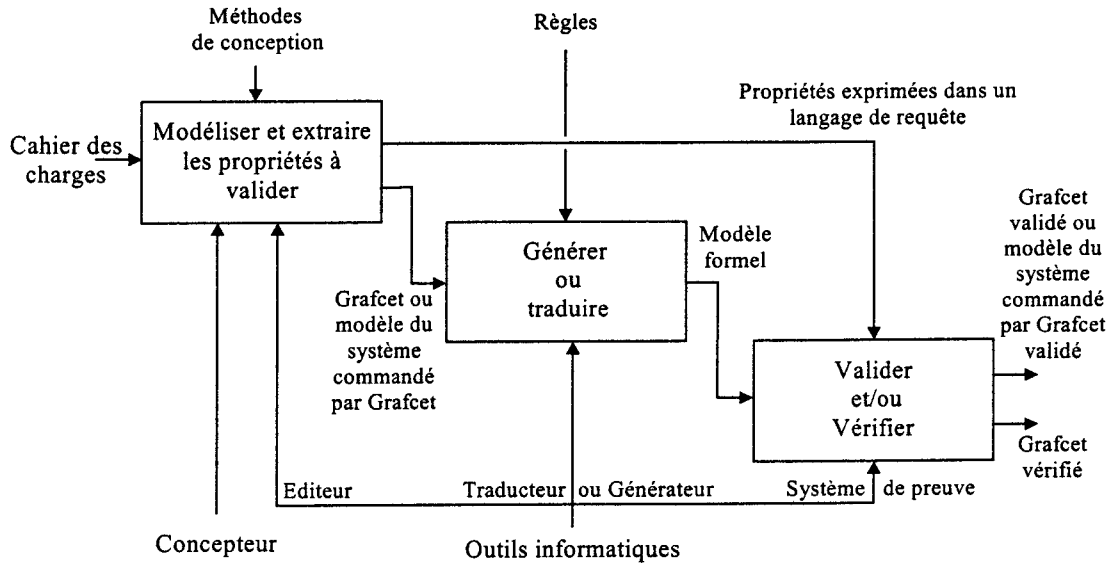 Méthodes
de conception
Règles
Propriétés exprimées dans un
langage de requête
Cahier des
charges
Modéliser et extraire
les propriétés à
valider
Grafcet ou
modèle du
système
commandé
par Grafcet
Générer
ou
traduire
Modèle
formel
Grafcet
validé ou
modèle du
système
commandé
par Grafcet
validé
Valider
et/ou
Vérifier
Grafcet
vérifié
Editeur
Traducteur ou Générateur
Système de preuve
Concepteur
Outils informatiques